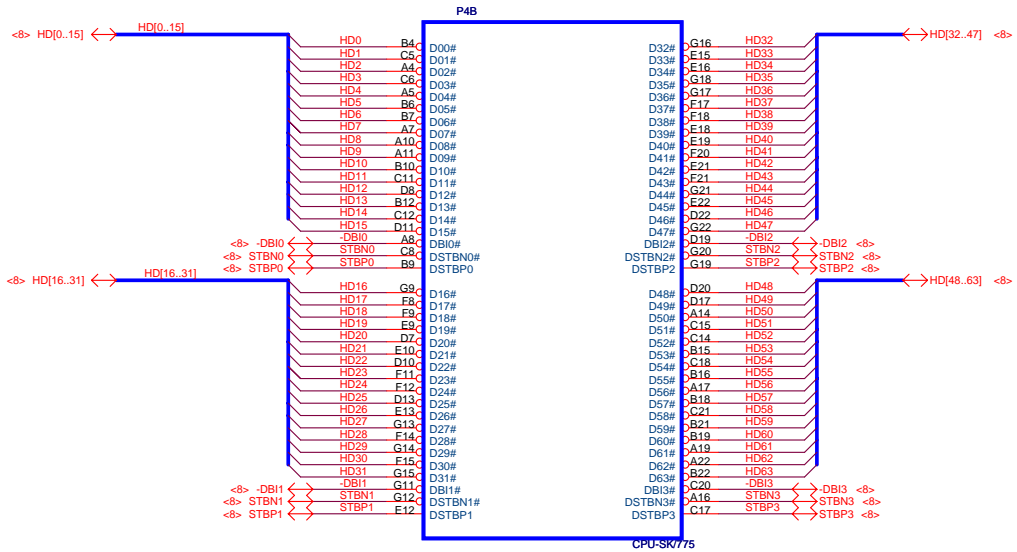 P4B
<8> HD[0..15] HD[0..15] HD[32..47] <8>
HD0 B4 D00# D32# G16 HD32
HD1 C5 D01# D33# E15 HD33
HD2 A4 D02# D34# E16 HD34
HD3 C6 D03# D35# G18 HD35
HD4 A5 D04# D36# G17 HD36
HD5 B6 D05# D37# F17 HD37
HD6 B7 D06# D38# F18 HD38
HD7 A7 D07# D39# E18 HD39
HD8 A10 D08# D40# E19 HD40
HD9 A11 D09# D41# F20 HD41
HD10 B10 D10# D42# E21 HD42
HD11 C11 D11# D43# F21 HD43
HD12 D8 D12# D44# G21 HD44
HD13 B12 D13# D45# E22 HD45
HD14 C12 D14# D46# D22 HD46
HD15 D11 D15# D47# G22 HD47
<8> -DBI0 -DBI0 A8 DBI0# DBI2# D19 -DBI2 -DBI2 <8>
<8> STBN0 STBN0 C8 DSTBN0# DSTBN2# G20 STBN2 STBN2 <8>
<8> STBP0 STBP0 B9 DSTBP0 DSTBP2 G19 STBP2 STBP2 <8>
<8> HD[16..31] HD[16..31] HD[48..63] <8>
HD16 G9 D16# D48# D20 HD48
HD17 F8 D17# D49# D17 HD49
HD18 F9 D18# D50# A14 HD50
HD19 E9 D19# D51# C15 HD51
HD20 D7 D20# D52# C14 HD52
HD21 E10 D21# D53# B15 HD53
HD22 D10 D22# D54# C18 HD54
HD23 F11 D23# D55# B16 HD55
HD24 F12 D24# D56# A17 HD56
HD25 D13 D25# D57# B18 HD57
HD26 E13 D26# D58# C21 HD58
HD27 G13 D27# D59# B21 HD59
HD28 F14 D28# D60# B19 HD60
HD29 G14 D29# D61# A19 HD61
HD30 F15 D30# D62# A22 HD62
HD31 G15 D31# D63# B22 HD63
<8> -DBI1 -DBI1 G11 DBI1# DBI3# C20 -DBI3 -DBI3 <8>
<8> STBN1 STBN1 G12 DSTBN1# DSTBN3# A16 STBN3 STBN3 <8>
<8> STBP1 STBP1 E12 DSTBP1 DSTBP3 C17 STBP3 STBP3 <8>
CPU-SK/775